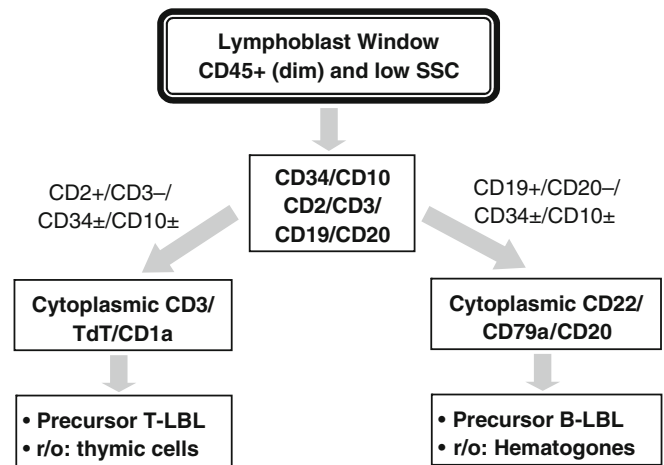 Lymphoblast Window
CD45+ (dim) and low SSC
CD34/CD10
CD2/CD3/
CD19/CD20
CD2+/CD3–/
CD34±/CD10±
CD19+/CD20–/
CD34±/CD10±
Cytoplasmic CD3/
TdT/CD1a
Cytoplasmic CD22/
CD79a/CD20
• Precursor T-LBL
• r/o: thymic cells
• Precursor B-LBL
• r/o: Hematogones